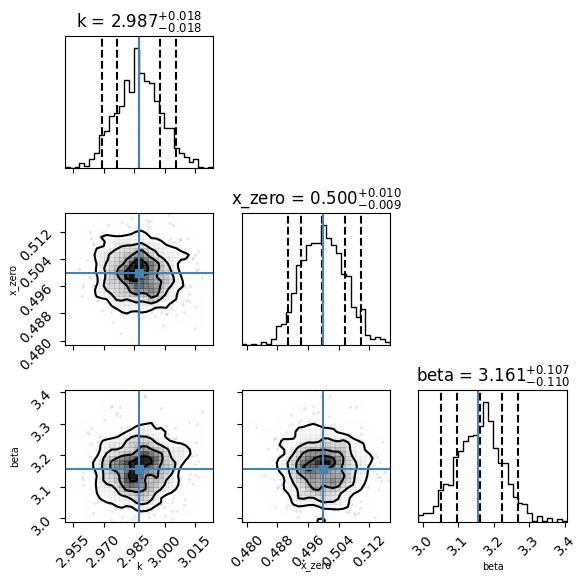 k = 2.987+0.018 −0.018
x_zero = 0.500+0.010 −0.009
0.512
0.504
0.496
0.488
0.480
x_zero
beta = 3.161+0.107 −0.110
3.4
3.3
3.2
3.1
3.0
beta
2.955 2.970 2.985 3.000 3.015
k
0.480 0.488 0.496 0.504 0.512
x_zero
3.0 3.1 3.2 3.3 3.4
beta